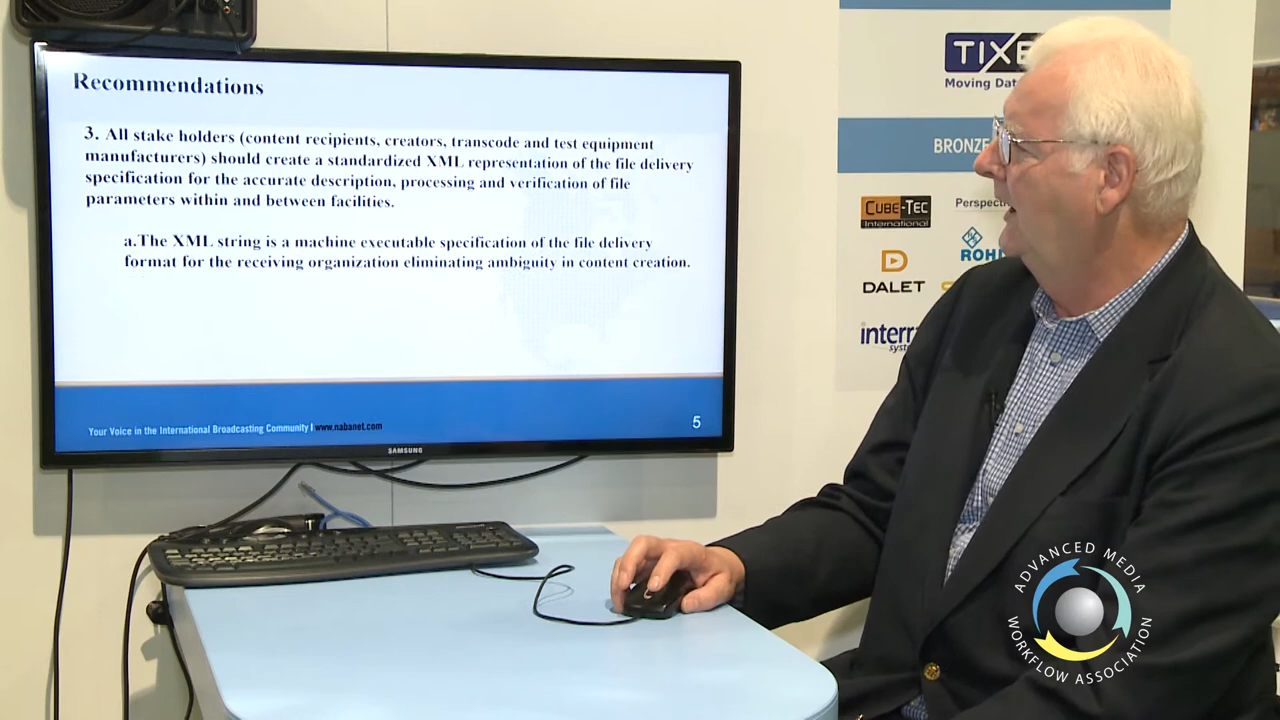 Recommendations
3. All stake holders (content recipients, creators, transcode and test equipment
manufacturers) should create a standardized XML representation of the file delivery
specification for the accurate description, processing and verification of file
parameters within and between facilities.
a.The XML string is a machine executable specification of the file delivery
format for the receiving organization eliminating ambiguity in content creation.
Your Voice in the International Broadcasting Community | www.nabanet.com
5
SAMSUNG
TIXE
Moving Dat
BRONZE
CUBE-TEC
International
Perspect
ROH
DALET
interra
syst
ADVANCED MEDIA
WORKFLOW ASSOCIATION